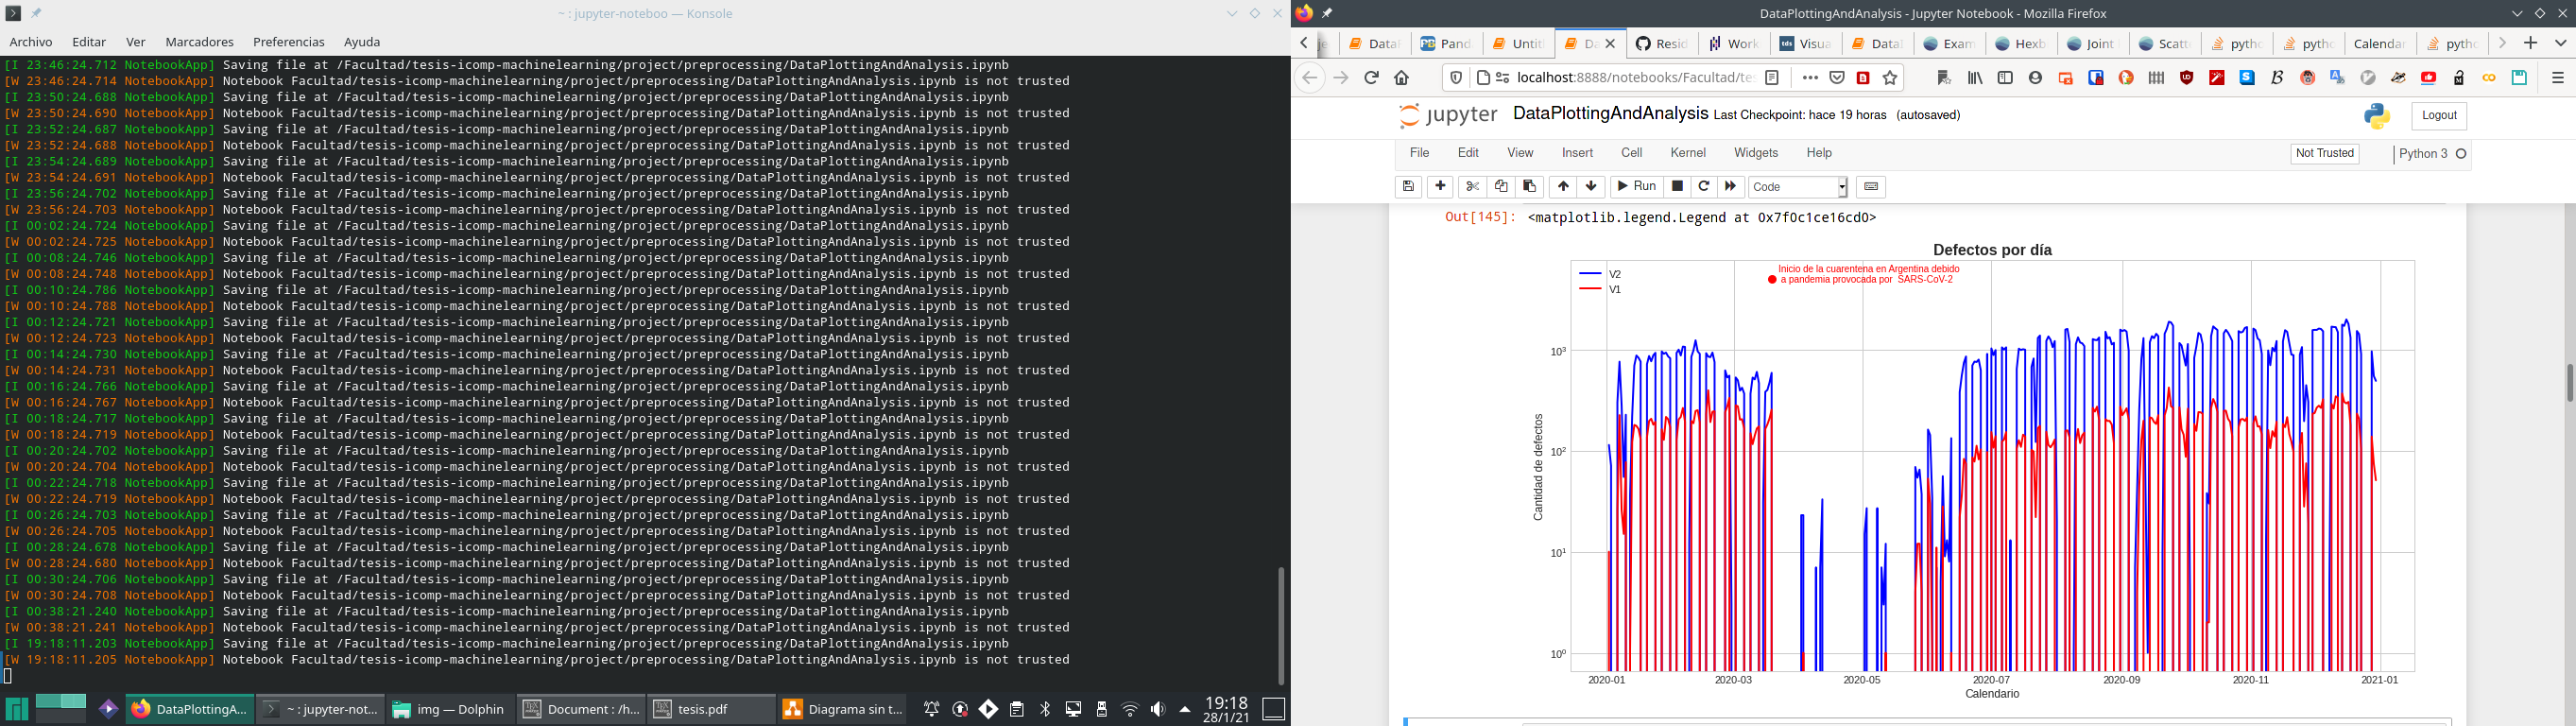 ~ : jupyter-noteboo — Konsole
Archivo Editar Ver Marcadores Preferencias Ayuda
[I 23:46:24.712 NotebookApp] Saving file at /Facultad/tesis-icomp-machinelearning/project/preprocessing/DataPlottingAndAnalysis.ipynb
[W 23:46:24.714 NotebookApp] Notebook Facultad/tesis-icomp-machinelearning/project/preprocessing/DataPlottingAndAnalysis.ipynb is not trusted
[I 23:50:24.688 NotebookApp] Saving file at /Facultad/tesis-icomp-machinelearning/project/preprocessing/DataPlottingAndAnalysis.ipynb
[W 23:50:24.690 NotebookApp] Notebook Facultad/tesis-icomp-machinelearning/project/preprocessing/DataPlottingAndAnalysis.ipynb is not trusted
[I 23:52:24.687 NotebookApp] Saving file at /Facultad/tesis-icomp-machinelearning/project/preprocessing/DataPlottingAndAnalysis.ipynb
[W 23:52:24.688 NotebookApp] Notebook Facultad/tesis-icomp-machinelearning/project/preprocessing/DataPlottingAndAnalysis.ipynb is not trusted
[I 23:54:24.689 NotebookApp] Saving file at /Facultad/tesis-icomp-machinelearning/project/preprocessing/DataPlottingAndAnalysis.ipynb
[W 23:54:24.691 NotebookApp] Notebook Facultad/tesis-icomp-machinelearning/project/preprocessing/DataPlottingAndAnalysis.ipynb is not trusted
[I 23:56:24.702 NotebookApp] Saving file at /Facultad/tesis-icomp-machinelearning/project/preprocessing/DataPlottingAndAnalysis.ipynb
[W 23:56:24.703 NotebookApp] Notebook Facultad/tesis-icomp-machinelearning/project/preprocessing/DataPlottingAndAnalysis.ipynb is not trusted
[I 00:02:24.724 NotebookApp] Saving file at /Facultad/tesis-icomp-machinelearning/project/preprocessing/DataPlottingAndAnalysis.ipynb
[W 00:02:24.725 NotebookApp] Notebook Facultad/tesis-icomp-machinelearning/project/preprocessing/DataPlottingAndAnalysis.ipynb is not trusted
[I 00:08:24.746 NotebookApp] Saving file at /Facultad/tesis-icomp-machinelearning/project/preprocessing/DataPlottingAndAnalysis.ipynb
[W 00:08:24.748 NotebookApp] Notebook Facultad/tesis-icomp-machinelearning/project/preprocessing/DataPlottingAndAnalysis.ipynb is not trusted
[I 00:10:24.786 NotebookApp] Saving file at /Facultad/tesis-icomp-machinelearning/project/preprocessing/DataPlottingAndAnalysis.ipynb
[W 00:10:24.788 NotebookApp] Notebook Facultad/tesis-icomp-machinelearning/project/preprocessing/DataPlottingAndAnalysis.ipynb is not trusted
[I 00:12:24.721 NotebookApp] Saving file at /Facultad/tesis-icomp-machinelearning/project/preprocessing/DataPlottingAndAnalysis.ipynb
[W 00:12:24.723 NotebookApp] Notebook Facultad/tesis-icomp-machinelearning/project/preprocessing/DataPlottingAndAnalysis.ipynb is not trusted
[I 00:14:24.730 NotebookApp] Saving file at /Facultad/tesis-icomp-machinelearning/project/preprocessing/DataPlottingAndAnalysis.ipynb
[W 00:14:24.731 NotebookApp] Notebook Facultad/tesis-icomp-machinelearning/project/preprocessing/DataPlottingAndAnalysis.ipynb is not trusted
[I 00:16:24.766 NotebookApp] Saving file at /Facultad/tesis-icomp-machinelearning/project/preprocessing/DataPlottingAndAnalysis.ipynb
[W 00:16:24.767 NotebookApp] Notebook Facultad/tesis-icomp-machinelearning/project/preprocessing/DataPlottingAndAnalysis.ipynb is not trusted
[I 00:18:24.717 NotebookApp] Saving file at /Facultad/tesis-icomp-machinelearning/project/preprocessing/DataPlottingAndAnalysis.ipynb
[W 00:18:24.719 NotebookApp] Notebook Facultad/tesis-icomp-machinelearning/project/preprocessing/DataPlottingAndAnalysis.ipynb is not trusted
[I 00:20:24.702 NotebookApp] Saving file at /Facultad/tesis-icomp-machinelearning/project/preprocessing/DataPlottingAndAnalysis.ipynb
[W 00:20:24.704 NotebookApp] Notebook Facultad/tesis-icomp-machinelearning/project/preprocessing/DataPlottingAndAnalysis.ipynb is not trusted
[I 00:22:24.718 NotebookApp] Saving file at /Facultad/tesis-icomp-machinelearning/project/preprocessing/DataPlottingAndAnalysis.ipynb
[W 00:22:24.719 NotebookApp] Notebook Facultad/tesis-icomp-machinelearning/project/preprocessing/DataPlottingAndAnalysis.ipynb is not trusted
[I 00:26:24.703 NotebookApp] Saving file at /Facultad/tesis-icomp-machinelearning/project/preprocessing/DataPlottingAndAnalysis.ipynb
[W 00:26:24.705 NotebookApp] Notebook Facultad/tesis-icomp-machinelearning/project/preprocessing/DataPlottingAndAnalysis.ipynb is not trusted
[I 00:28:24.678 NotebookApp] Saving file at /Facultad/tesis-icomp-machinelearning/project/preprocessing/DataPlottingAndAnalysis.ipynb
[W 00:28:24.680 NotebookApp] Notebook Facultad/tesis-icomp-machinelearning/project/preprocessing/DataPlottingAndAnalysis.ipynb is not trusted
[I 00:30:24.706 NotebookApp] Saving file at /Facultad/tesis-icomp-machinelearning/project/preprocessing/DataPlottingAndAnalysis.ipynb
[W 00:30:24.708 NotebookApp] Notebook Facultad/tesis-icomp-machinelearning/project/preprocessing/DataPlottingAndAnalysis.ipynb is not trusted
[I 00:38:21.240 NotebookApp] Saving file at /Facultad/tesis-icomp-machinelearning/project/preprocessing/DataPlottingAndAnalysis.ipynb
[W 00:38:21.241 NotebookApp] Notebook Facultad/tesis-icomp-machinelearning/project/preprocessing/DataPlottingAndAnalysis.ipynb is not trusted
[I 19:18:11.203 NotebookApp] Saving file at /Facultad/tesis-icomp-machinelearning/project/preprocessing/DataPlottingAndAnalysis.ipynb
[W 19:18:11.205 NotebookApp] Notebook Facultad/tesis-icomp-machinelearning/project/preprocessing/DataPlottingAndAnalysis.ipynb is not trusted
DataPlottingA... ~ : jupyter-not... img — Dolphin Document : /h... tesis.pdf Diagrama sin t... 19:18
28/1/21
DataPlottingAndAnalysis - Jupyter Notebook - Mozilla Firefox
DataF Pand Untit Da Resid Work Visua Data Exam Hexb Joint Scatt pytho pytho Calendar pytho
localhost:8888/notebooks/Facultad/te
jupyter DataPlottingAndAnalysis Last Checkpoint: hace 19 horas (autosaved) Logout
File Edit View Insert Cell Kernel Widgets Help Not Trusted Python 3
Run Code
Out[145]: <matplotlib.legend.Legend at 0x7f0c1ce16cd0>
Defectos por día
V2
V1
Inicio de la cuarentena en Argentina debido
a pandemia provocada por SARS-CoV-2
10³
10²
10¹
10⁰
Cantidad de defectos
2020-01 2020-03 2020-05 2020-07 2020-09 2020-11 2021-01
Calendario